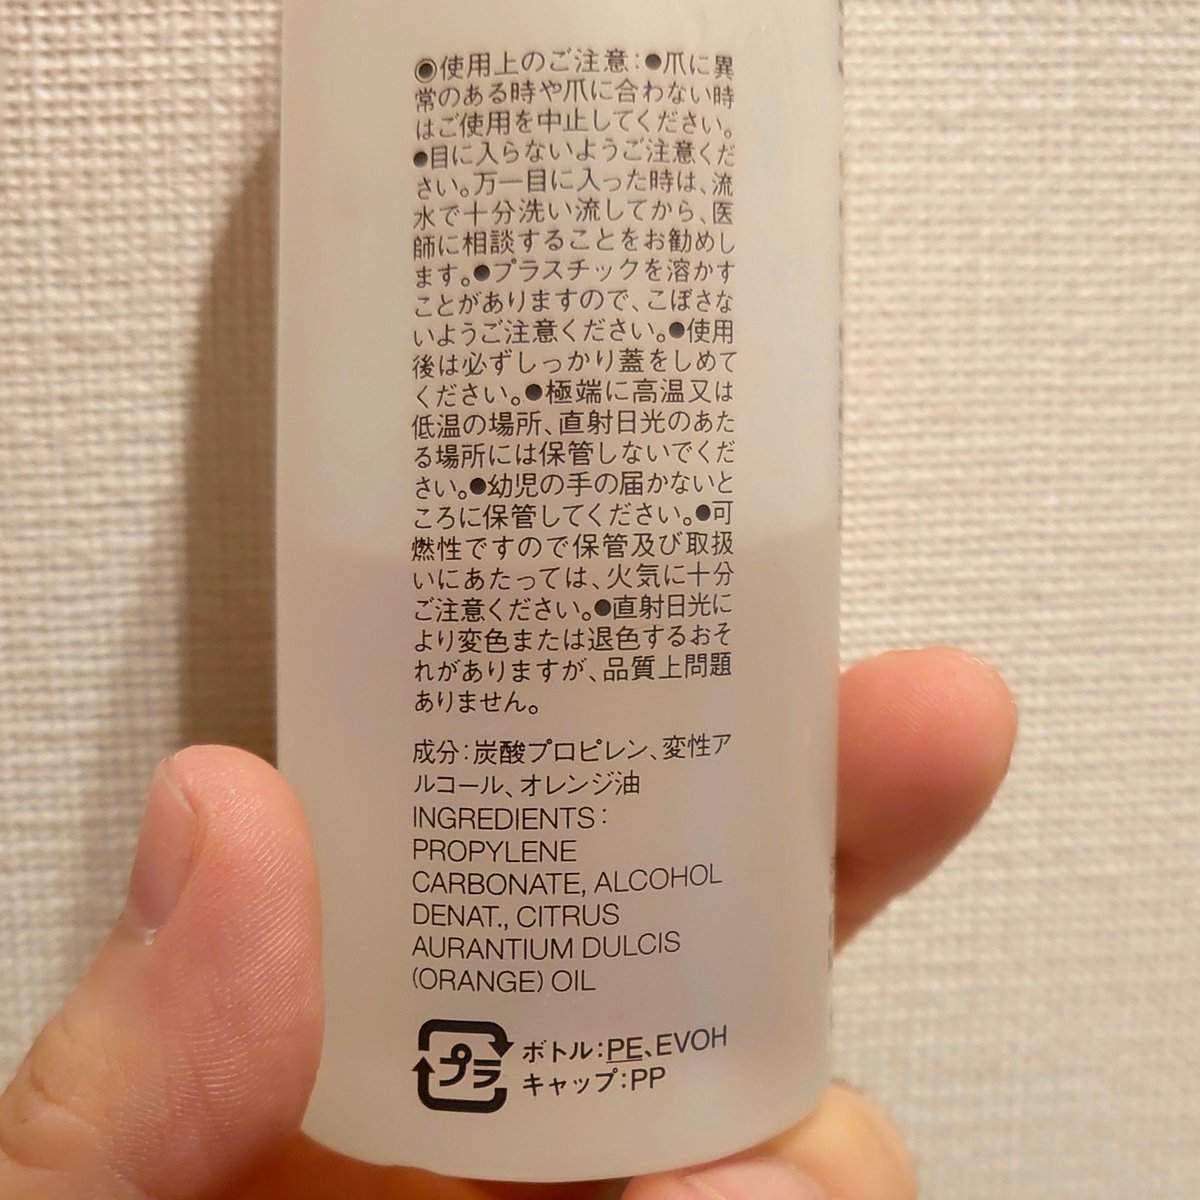 ◉使用上のご注意:●爪に異
常のある時や爪に合わない時
はご使用を中止してください。
●目に入らないようご注意くだ
さい。万一目に入った時は、流
水で十分洗い流してから、医
師に相談することをお勧めし
ます。●プラスチックを溶かす
ことがありますので、こぼさな
いようご注意ください。●使用
後は必ずしっかり蓋をしめて
ください。●極端に高温又は
低温の場所、直射日光のあた
る場所には保管しないでくだ
さい。●幼児の手の届かないと
ころに保管してください。●可
燃性ですので保管及び取扱
いにあたっては、火気に十分
ご注意ください。●直射日光に
より変色または退色するおそ
れがありますが、品質上問題
ありません。
成分:炭酸プロピレン、変性ア
ルコール、オレンジ油
INGREDIENTS:
PROPYLENE
CARBONATE, ALCOHOL
DENAT., CITRUS
AURANTIUM DULCIS
(ORANGE) OIL
プラ
ボトル:PE、EVOH
キャップ:PP